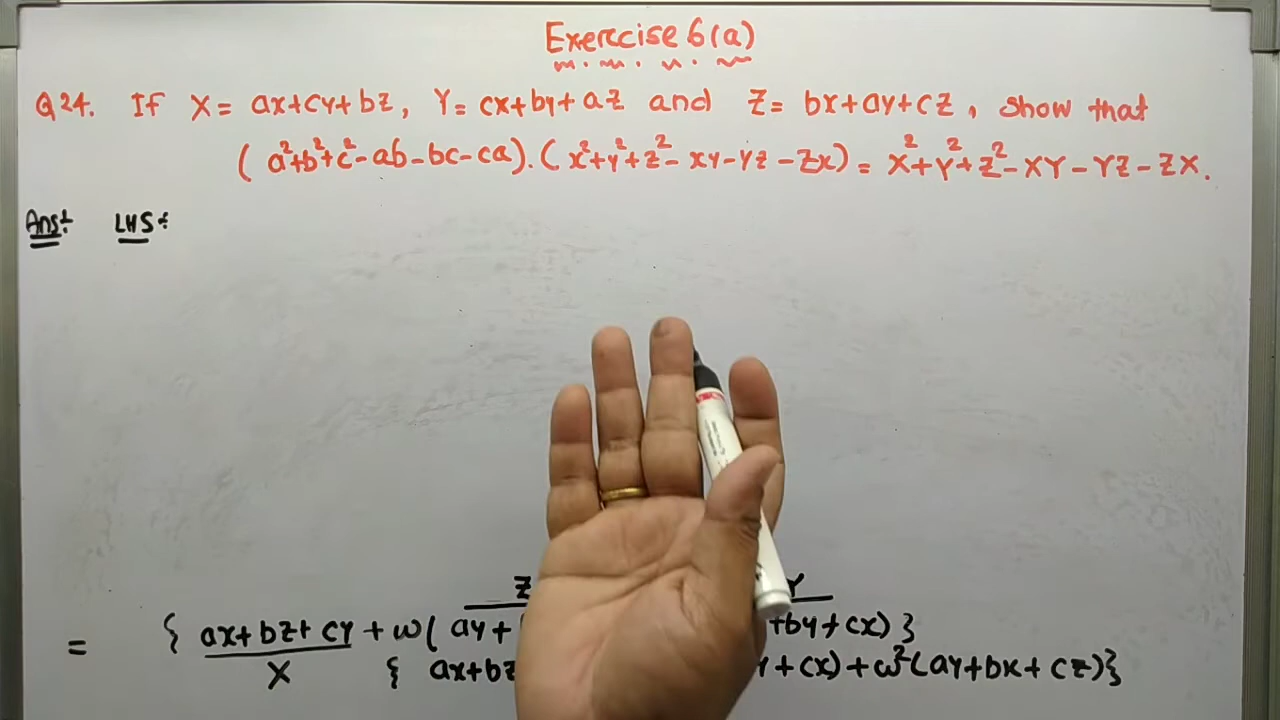 Exercise 6(a)
Q24. If X = ax+cy+bz, Y = cx+by+az and Z = bx+ay+cz, show that
(a²+b²+c²-ab-bc-ca).(x²+y²+z²-xy-yz-zx) = X²+Y²+Z²-XY-YZ-ZX.
Ans: LHS:
Z Y
= { ax+bz+cy + ω( ay+ +by+cx) }
X { ax+bz y+cx)+ω²(ay+bx+cz)}